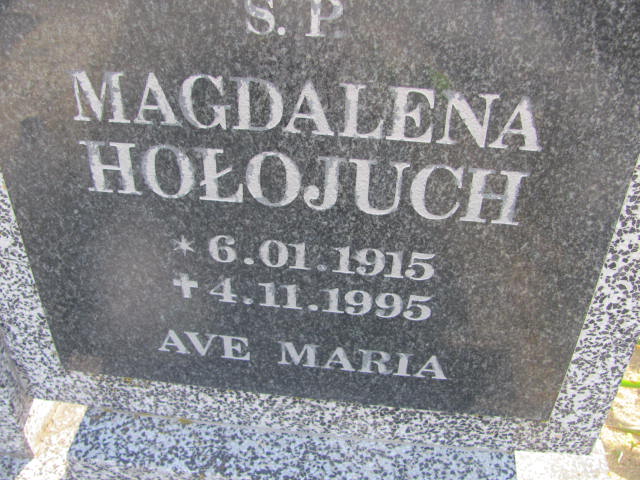 Ś. P.
MAGDALENA
HOŁOJUCH
* 6.01.1915
✝ 4.11.1995
AVE MARIA